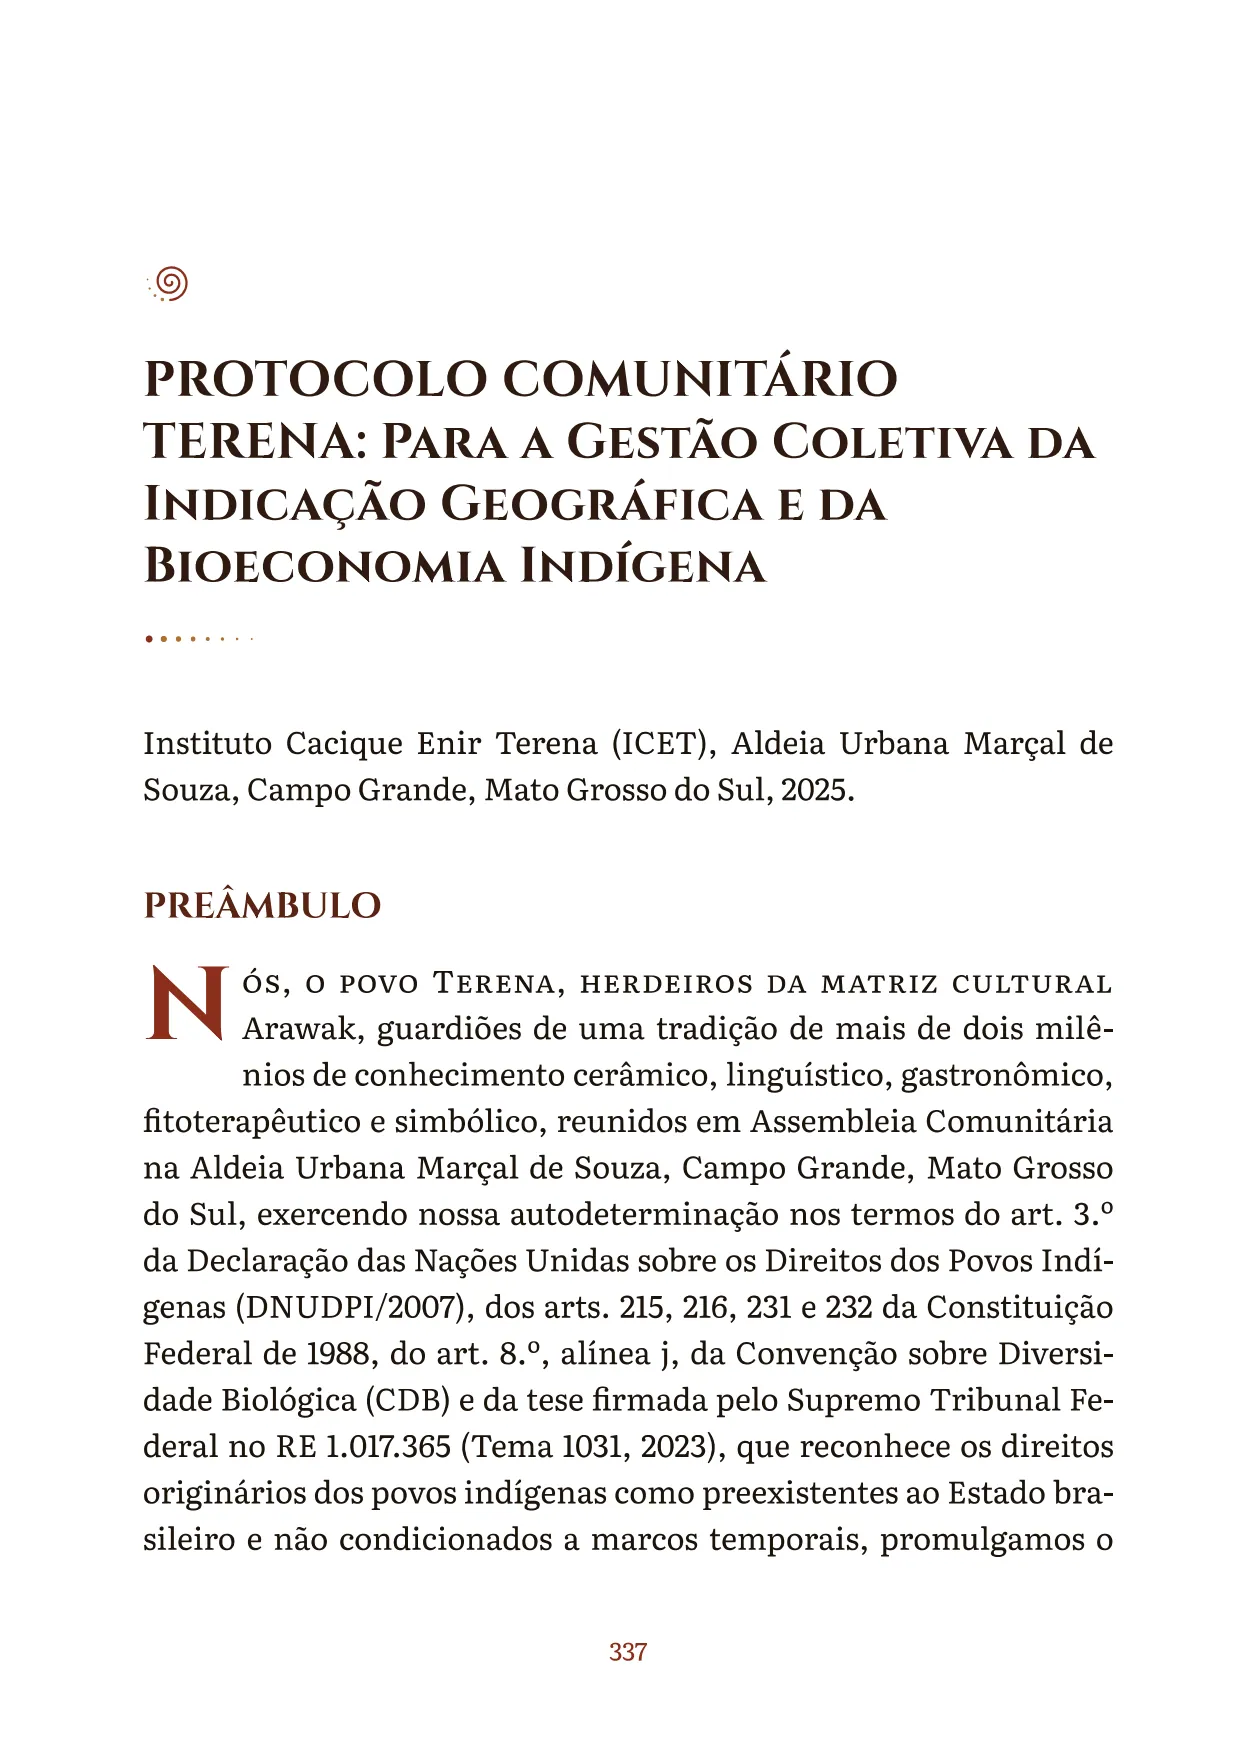 PROTOCOLO COMUNITÁRIO
TERENA: Para a Gestão Coletiva da
Indicação Geográfica e da
Bioeconomia Indígena
Instituto Cacique Enir Terena (ICET), Aldeia Urbana Marçal de
Souza, Campo Grande, Mato Grosso do Sul, 2025.
PREÂMBULO
Nós, o povo Terena, herdeiros da matriz cultural
Arawak, guardiões de uma tradição de mais de dois milê-
nios de conhecimento cerâmico, linguístico, gastronômico,
fitoterapêutico e simbólico, reunidos em Assembleia Comunitária
na Aldeia Urbana Marçal de Souza, Campo Grande, Mato Grosso
do Sul, exercendo nossa autodeterminação nos termos do art. 3.º
da Declaração das Nações Unidas sobre os Direitos dos Povos Indí-
genas (DNUDPI/2007), dos arts. 215, 216, 231 e 232 da Constituição
Federal de 1988, do art. 8.º, alínea j, da Convenção sobre Diversi-
dade Biológica (CDB) e da tese firmada pelo Supremo Tribunal Fe-
deral no RE 1.017.365 (Tema 1031, 2023), que reconhece os direitos
originários dos povos indígenas como preexistentes ao Estado bra-
sileiro e não condicionados a marcos temporais, promulgamos o
337